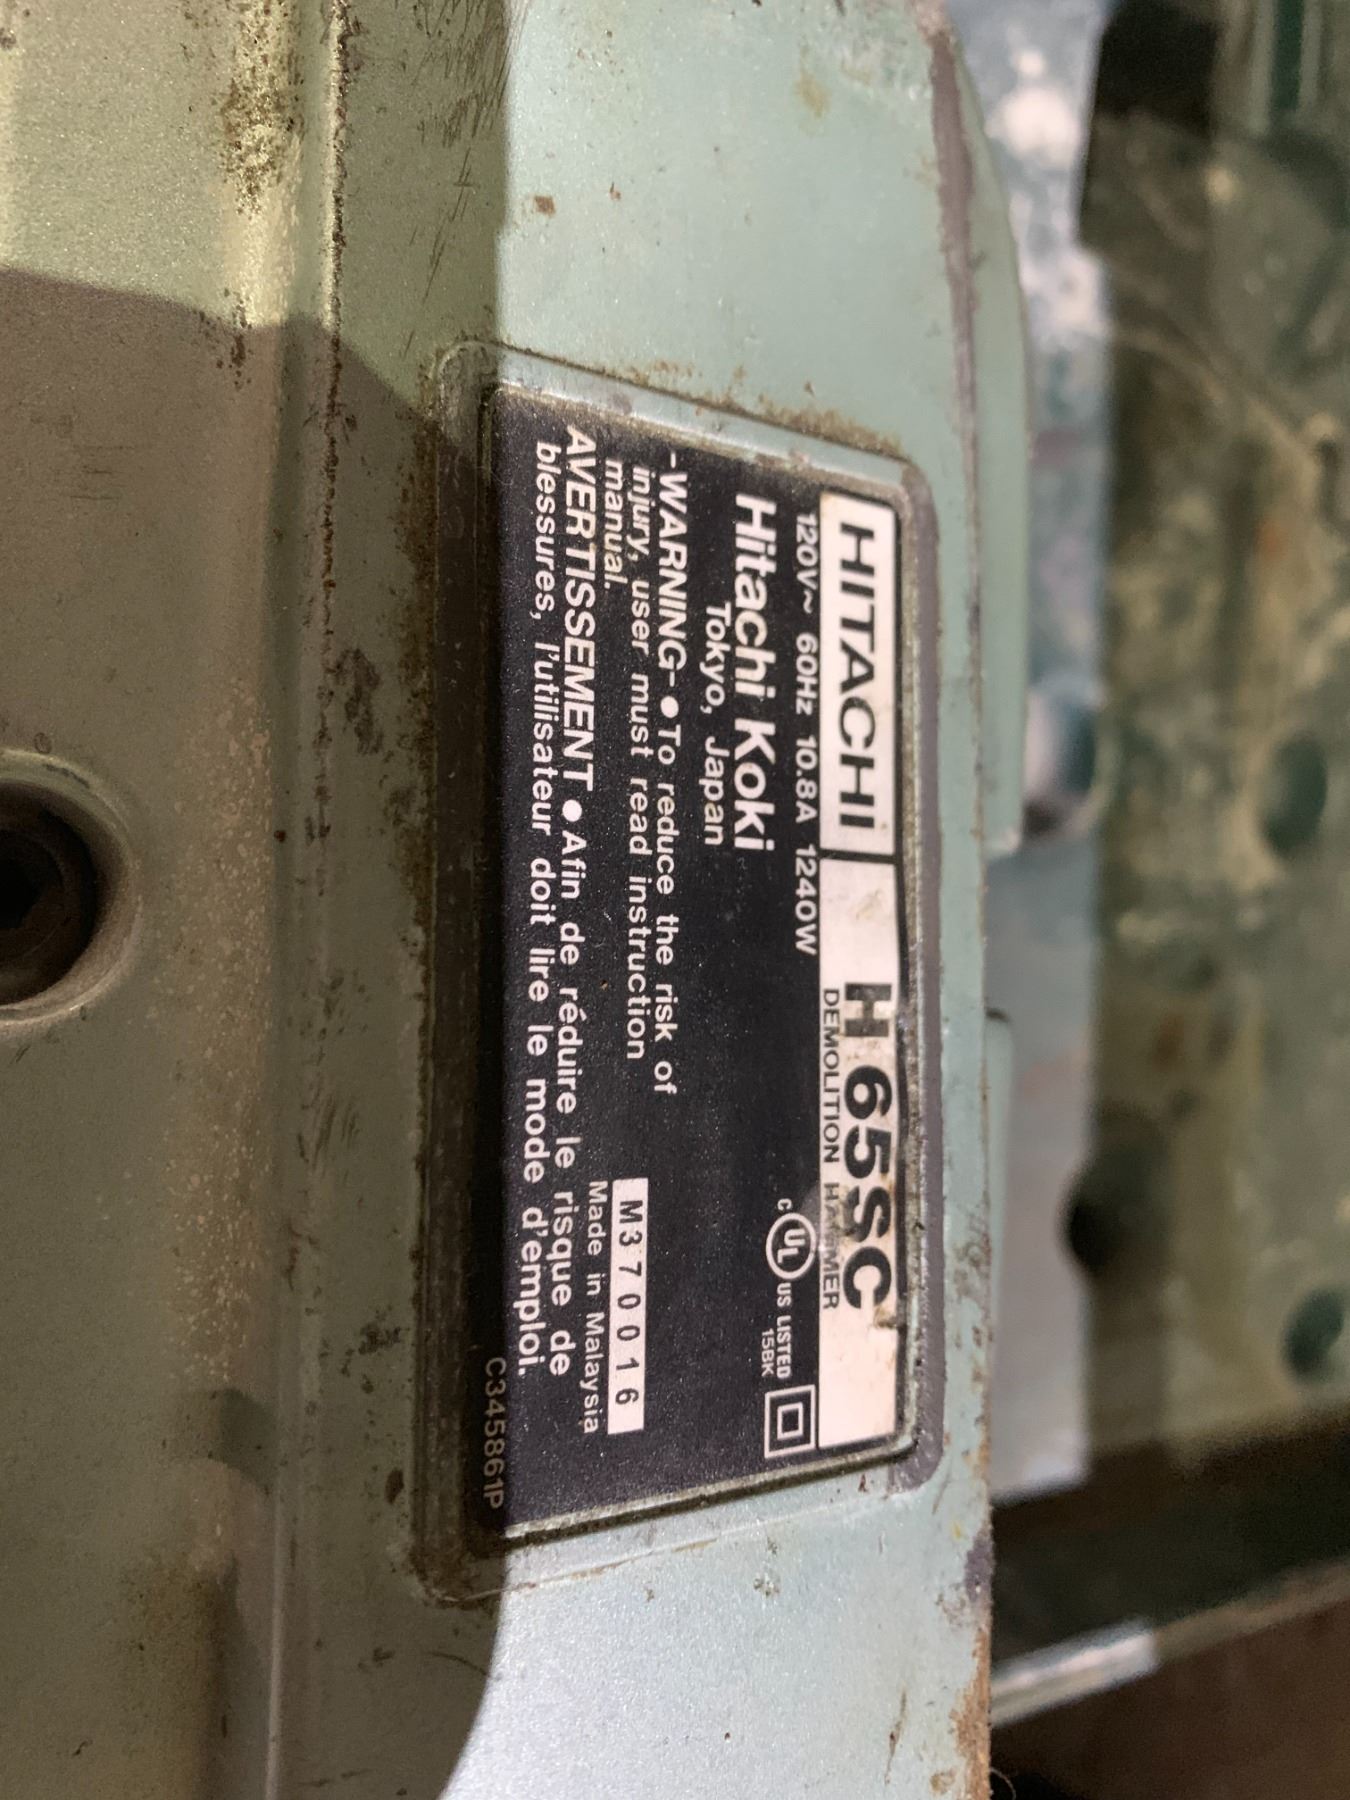 HITACHI H 65SC
DEMOLITION HAMMER
120V~ 60Hz 10.8A 1240W
C UL US LISTED
15BK
Hitachi Koki
Tokyo, Japan
-WARNING- ● To reduce the risk of
injury, user must read instruction
manual.
M370016
Made in Malaysia
AVERTISSEMENT ● Afin de réduire le risque de
blessures, l'utilisateur doit lire le mode d'emploi.
C345861P